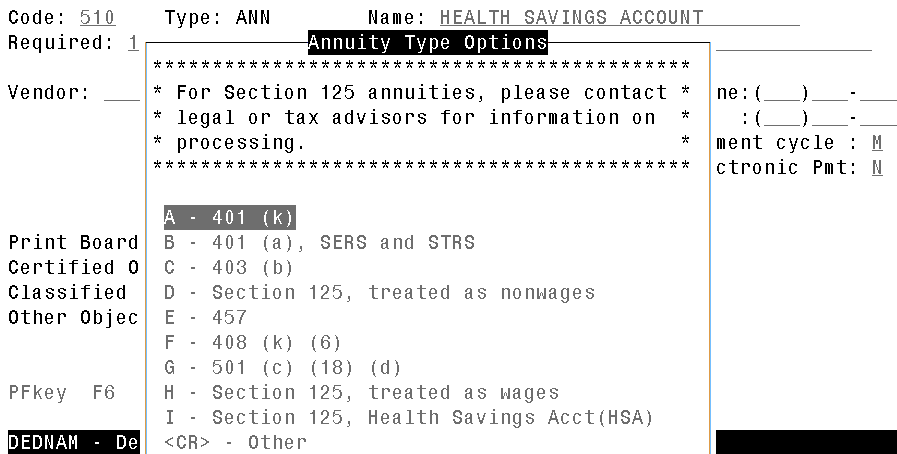 Code: 510 Type: ANN Name: HEALTH SAVINGS ACCOUNT
Required: 1 Annuity Type Options
***********************************************
Vendor: ___ * For Section 125 annuities, please contact * ne:(___)___-___
* legal or tax advisors for information on * :(___)___-___
* processing. * ment cycle : M
*********************************************** ctronic Pmt: N
A - 401 (k)
Print Board B - 401 (a), SERS and STRS
Certified O C - 403 (b)
Classified D - Section 125, treated as nonwages
Other Objec E - 457
F - 408 (k) (6)
G - 501 (c) (18) (d)
PFkey F6 H - Section 125, treated as wages
I - Section 125, Health Savings Acct(HSA)
DEDNAM - De <CR> - Other